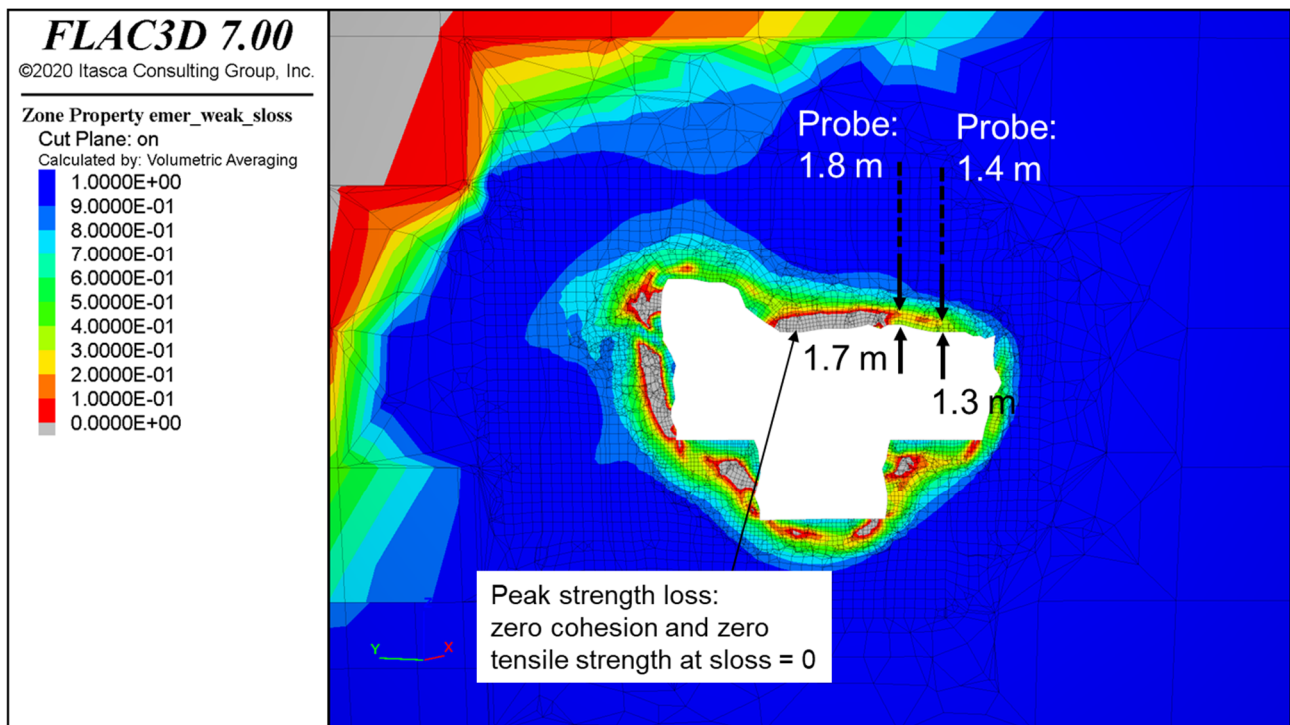 FLAC3D 7.00
©2020 Itasca Consulting Group, Inc.
Zone Property emer_weak_sloss
Cut Plane: on
Calculated by: Volumetric Averaging
1.0000E+00
9.0000E-01
8.0000E-01
7.0000E-01
6.0000E-01
5.0000E-01
4.0000E-01
3.0000E-01
2.0000E-01
1.0000E-01
0.0000E+00
Probe:
1.8 m
Probe:
1.4 m
1.7 m
1.3 m
Peak strength loss:
zero cohesion and zero
tensile strength at sloss = 0
Y
X